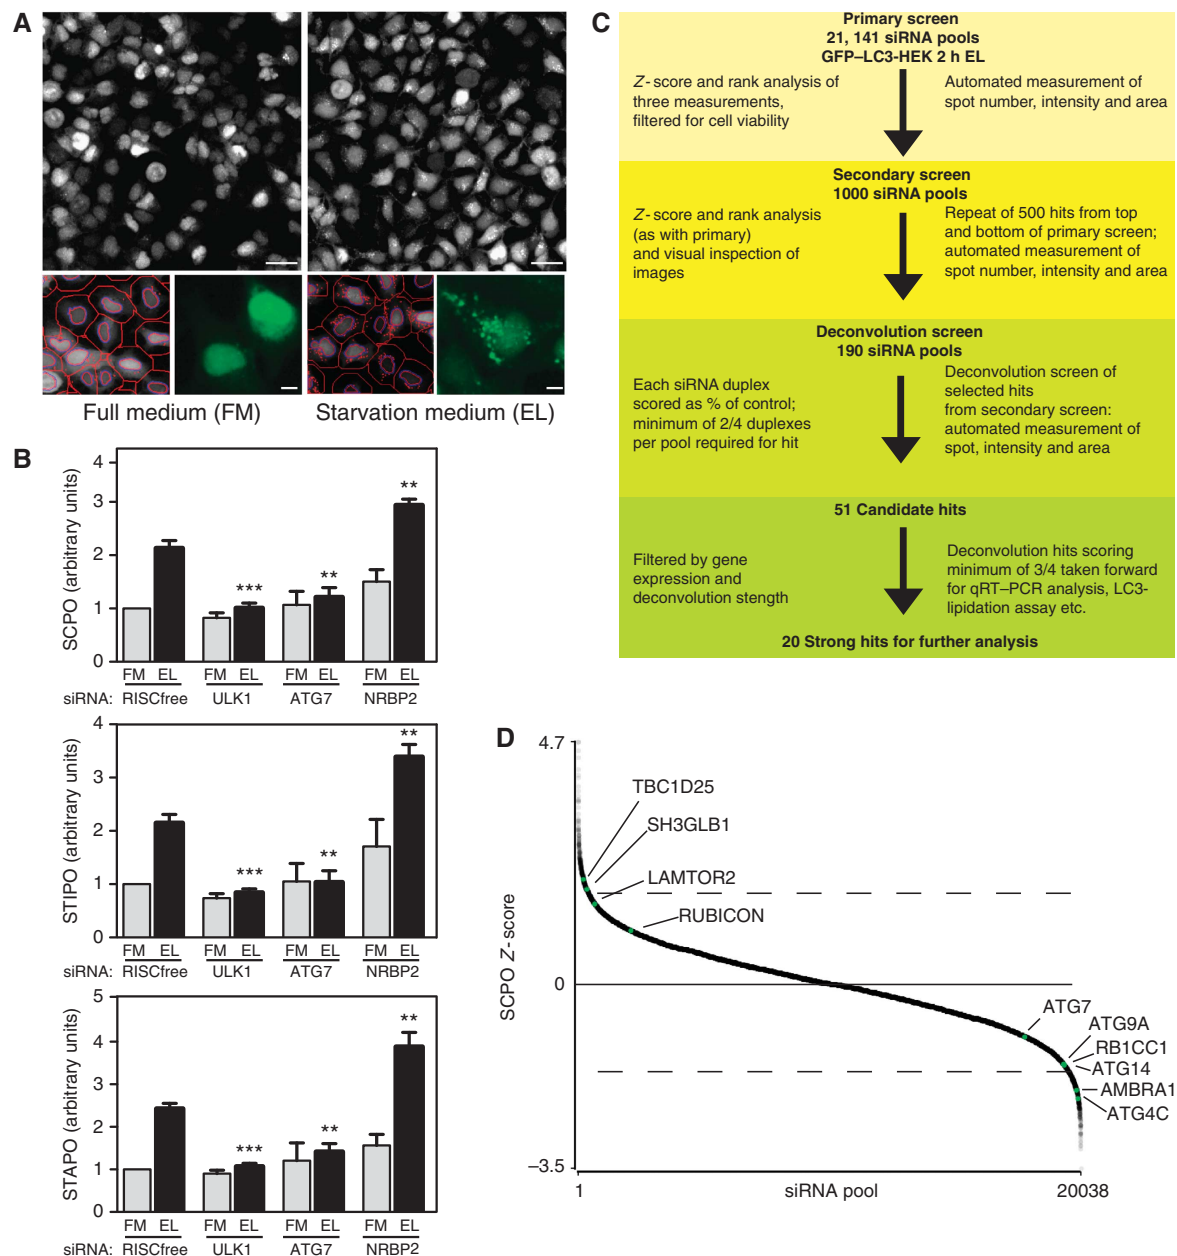 A
Full medium (FM)
Starvation medium (EL)
B
SCPO (arbitrary units)
4
3
2
1
0
***
**
**
FM EL FM EL FM EL FM EL
siRNA: RISCfree ULK1 ATG7 NRBP2
STIPO (arbitrary units)
4
3
2
1
0
***
**
**
FM EL FM EL FM EL FM EL
siRNA: RISCfree ULK1 ATG7 NRBP2
STAPO (arbitrary units)
5
4
2
1
0
***
**
**
FM EL FM EL FM EL FM EL
siRNA: RISCfree ULK1 ATG7 NRBP2
C
Primary screen
21, 141 siRNA pools
GFP–LC3-HEK 2 h EL
Z-score and rank analysis of
three measurements,
filtered for cell viability
Automated measurement of
spot number, intensity and area
Secondary screen
1000 siRNA pools
Z-score and rank analysis
(as with primary)
and visual inspection of
images
Repeat of 500 hits from top
and bottom of primary screen;
automated measurement of
spot number, intensity and area
Deconvolution screen
190 siRNA pools
Each siRNA duplex
scored as % of control;
minimum of 2/4 duplexes
per pool required for hit
Deconvolution screen of
selected hits
from secondary screen:
automated measurement of
spot, intensity and area
51 Candidate hits
Filtered by gene
expression and
deconvolution stength
Deconvolution hits scoring
minimum of 3/4 taken forward
for qRT–PCR analysis, LC3-
lipidation assay etc.
20 Strong hits for further analysis
D
SCPO Z-score
4.7
0
–3.5
TBC1D25
SH3GLB1
LAMTOR2
RUBICON
ATG7
ATG9A
RB1CC1
ATG14
AMBRA1
ATG4C
1
siRNA pool
20038